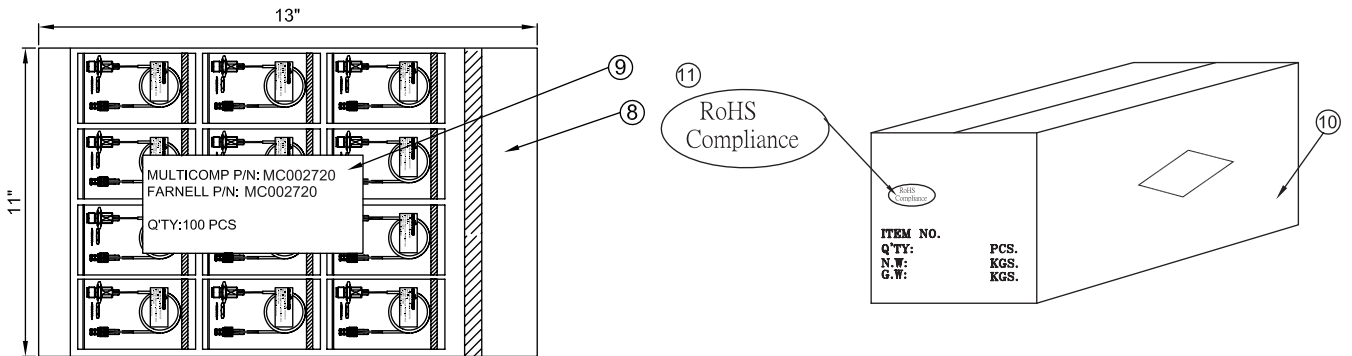 13"
11"
⑨
⑧
MULTICOMP P/N: MC002720
FARNELL P/N: MC002720
Q'TY:100 PCS
⑪
RoHS
Compliance
⑩
RoHS
Compliance
ITEM NO.
Q'TY: PCS.
N.W: KGS.
G.W: KGS.